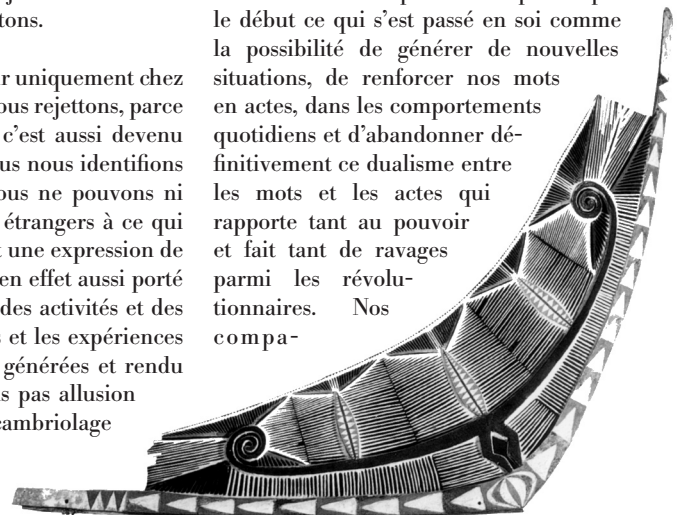 tons.
r uniquement chez
ous rejettons, parce
c'est aussi devenu
us nous identifions
ous ne pouvons ni
étrangers à ce qui
une expression de
en effet aussi porté
des activités et des
s et les expériences
générées et rendu
s pas allusion
cambriolage
le début ce qui s'est passé en soi comme
la possibilité de générer de nouvelles
situations, de renforcer nos mots
en actes, dans les comportements
quotidiens et d'abandonner dé-
finitivement ce dualisme entre
les mots et les actes qui
rapporte tant au pouvoir
et fait tant de ravages
parmi les révolu-
tionnaires. Nos
compa-